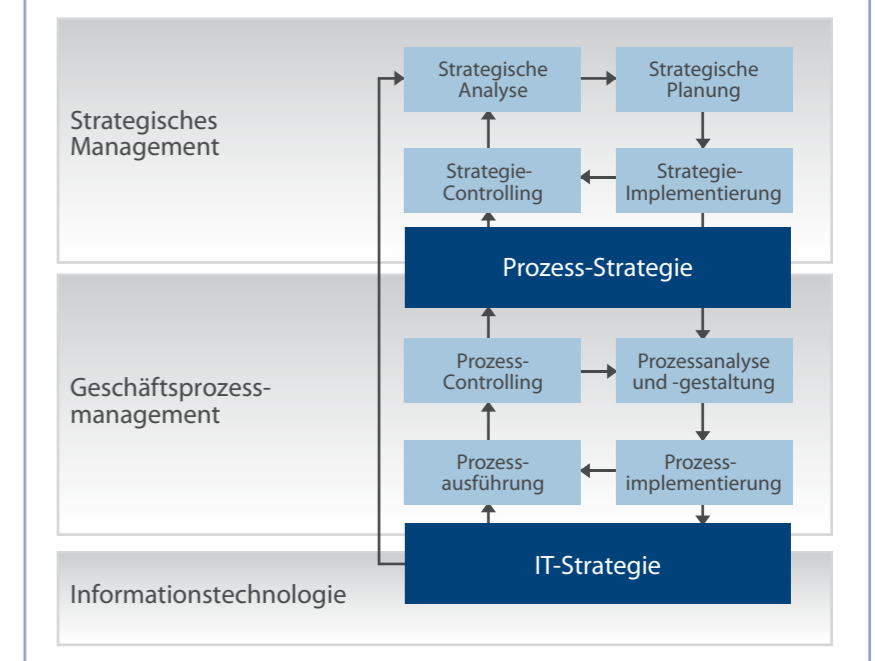 Strategisches
Management
Strategische
Analyse
Strategische
Planung
Strategie-
Controlling
Strategie-
Implementierung
Prozess-Strategie
Geschäftsprozess-
management
Prozess-
Controlling
Prozessanalyse
und -gestaltung
Prozess-
ausführung
Prozess-
implementierung
IT-Strategie
Informationstechnologie